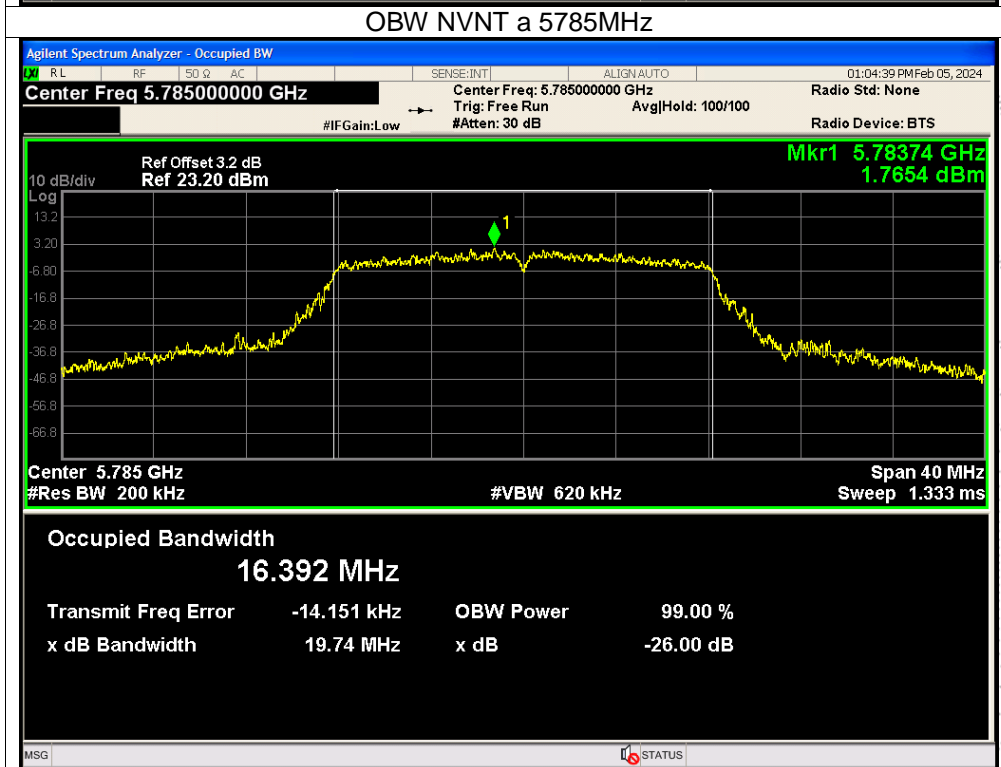 OBW NVNT a 5785MHz
Agilent Spectrum Analyzer - Occupied BW
LXI RL RF 50 Ω AC SENSE:INT ALIGN AUTO 01:04:39 PM Feb 05, 2024
Center Freq 5.785000000 GHz Center Freq: 5.785000000 GHz Radio Std: None
Trig: Free Run Avg|Hold: 100/100
#IFGain:Low #Atten: 30 dB Radio Device: BTS
Mkr1 5.78374 GHz
Ref Offset 3.2 dB
10 dB/div Ref 23.20 dBm 1.7654 dBm
Log
13.2
1
3.20
-6.80
-16.8
-26.8
-36.8
-46.8
-56.8
-66.8
Center 5.785 GHz Span 40 MHz
#Res BW 200 kHz #VBW 620 kHz Sweep 1.333 ms
Occupied Bandwidth
16.392 MHz
Transmit Freq Error -14.151 kHz OBW Power 99.00 %
x dB Bandwidth 19.74 MHz x dB -26.00 dB
MSG STATUS